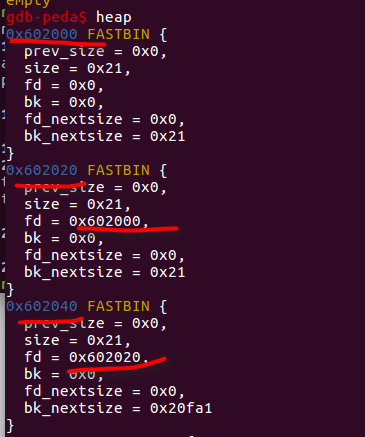 empty
gdb-peda$ heap
0x602000 FASTBIN {
prev_size = 0x0,
size = 0x21,
fd = 0x0,
bk = 0x0,
fd_nextsize = 0x0,
bk_nextsize = 0x21
}
0x602020 FASTBIN {
prev_size = 0x0,
size = 0x21,
fd = 0x602000,
bk = 0x0,
fd_nextsize = 0x0,
bk_nextsize = 0x21
}
0x602040 FASTBIN {
prev_size = 0x0,
size = 0x21,
fd = 0x602020,
bk = 0x0,
fd_nextsize = 0x0,
bk_nextsize = 0x20fa1
}